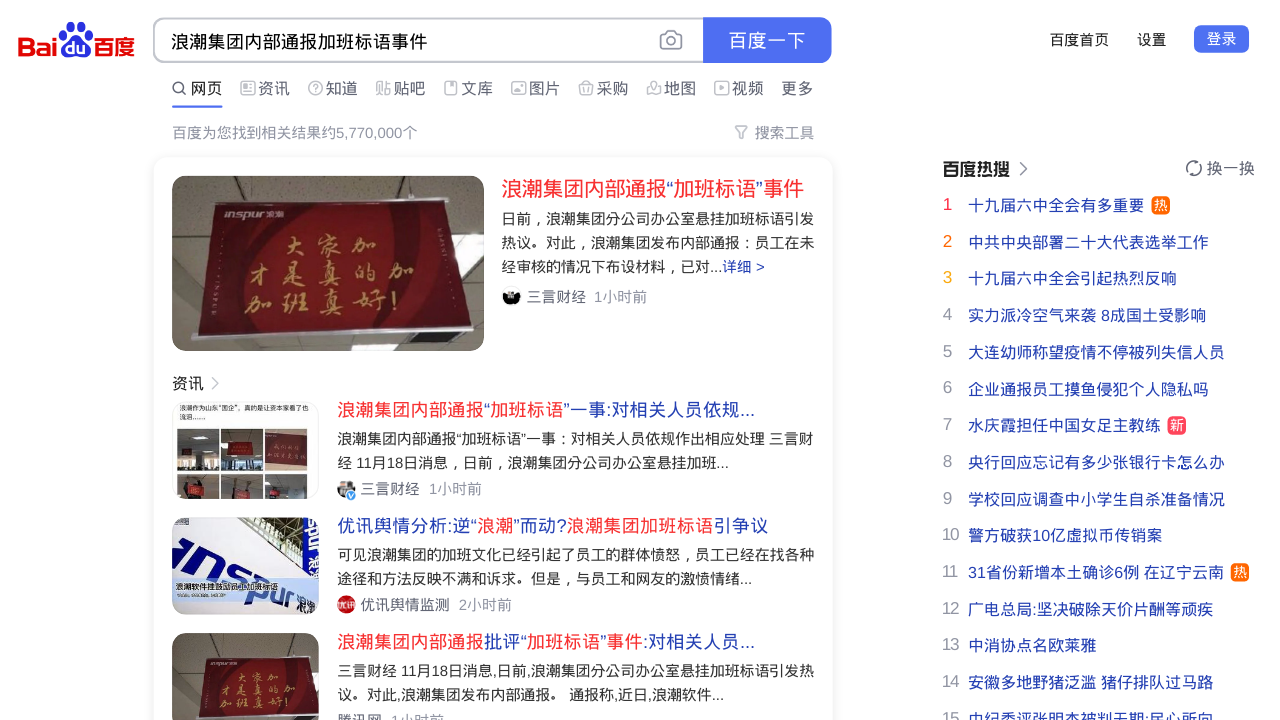 Bai du 百度
浪潮集团内部通报加班标语事件
百度一下
百度首页 设置 登录
网页 资讯 知道 贴吧 文库 图片 采购 地图 视频 更多
百度为您找到相关结果约5,770,000个
搜索工具
inspur 浪潮
大家加
才是真的加
加班真好!
INSPUR
浪潮集团内部通报“加班标语”事件
日前，浪潮集团分公司办公室悬挂加班标语引发
热议。对此，浪潮集团发布内部通报：员工在未
经审核的情况下布设材料，已对...详细 >
三言财经 1小时前
资讯
浪潮作为山东“国企”，真的是让资本家看了也
流泪……
浪潮集团内部通报“加班标语”一事:对相关人员依规...
浪潮集团内部通报“加班标语”一事：对相关人员依规作出相应处理 三言财
经 11月18日消息，日前，浪潮集团分公司办公室悬挂加班...
三言财经 1小时前
inspur
浪潮软件挂鼓动员工加班标语
优讯舆情分析:逆“浪潮”而动?浪潮集团加班标语引争议
可见浪潮集团的加班文化已经引起了员工的群体愤怒，员工已经在找各种
途径和方法反映不满和诉求。但是，与员工和网友的激愤情绪...
优讯
优讯舆情监测 2小时前
大家加
才是真的加
加班真好!
浪潮集团内部通报批评“加班标语”事件:对相关人员...
三言财经 11月18日消息,日前,浪潮集团分公司办公室悬挂加班标语引发热
议。对此,浪潮集团发布内部通报。 通报称,近日,浪潮软件...
腾讯网 1小时前
百度热搜
换一换
1 十九届六中全会有多重要 热
2 中共中央部署二十大代表选举工作
3 十九届六中全会引起热烈反响
4 实力派冷空气来袭 8成国土受影响
5 大连幼师称望疫情不停被列失信人员
6 企业通报员工摸鱼侵犯个人隐私吗
7 水庆霞担任中国女足主教练 新
8 央行回应忘记有多少张银行卡怎么办
9 学校回应调查中小学生自杀准备情况
10 警方破获10亿虚拟币传销案
11 31省份新增本土确诊6例 在辽宁云南 热
12 广电总局:坚决破除天价片酬等顽疾
13 中消协点名欧莱雅
14 安徽多地野猪泛滥 猪仔排队过马路
15 中纪委评张明杰被判无期:民心所向